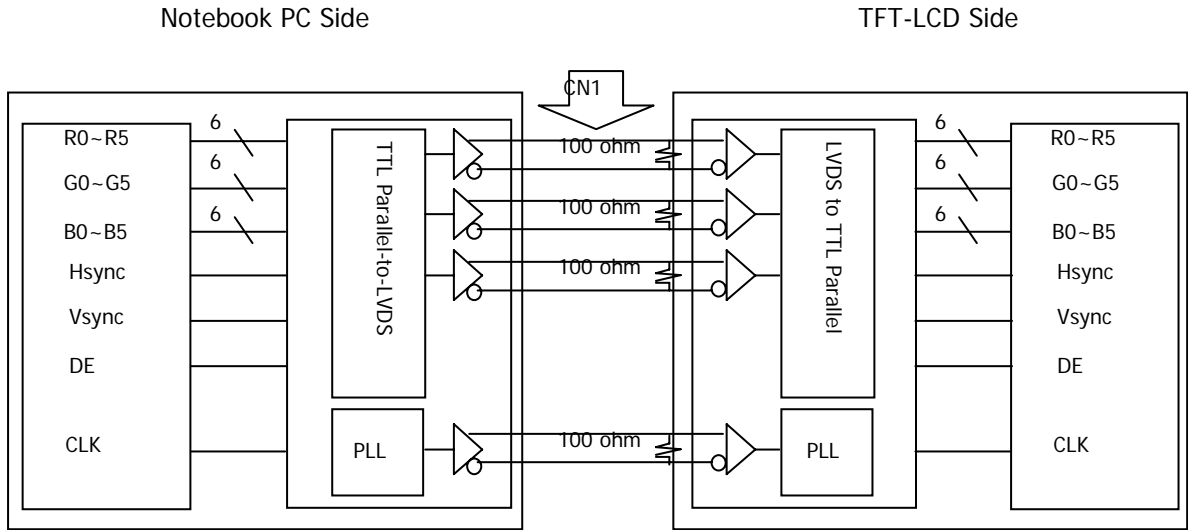 Notebook PC Side
TFT-LCD Side
CN1
R0~R5
6
G0~G5
6
B0~B5
6
Hsync
Vsync
DE
CLK
TTL Parallel-to-LVDS
PLL
100 ohm
100 ohm
100 ohm
100 ohm
LVDS to TTL Parallel
PLL
6
R0~R5
6
G0~G5
6
B0~B5
Hsync
Vsync
DE
CLK